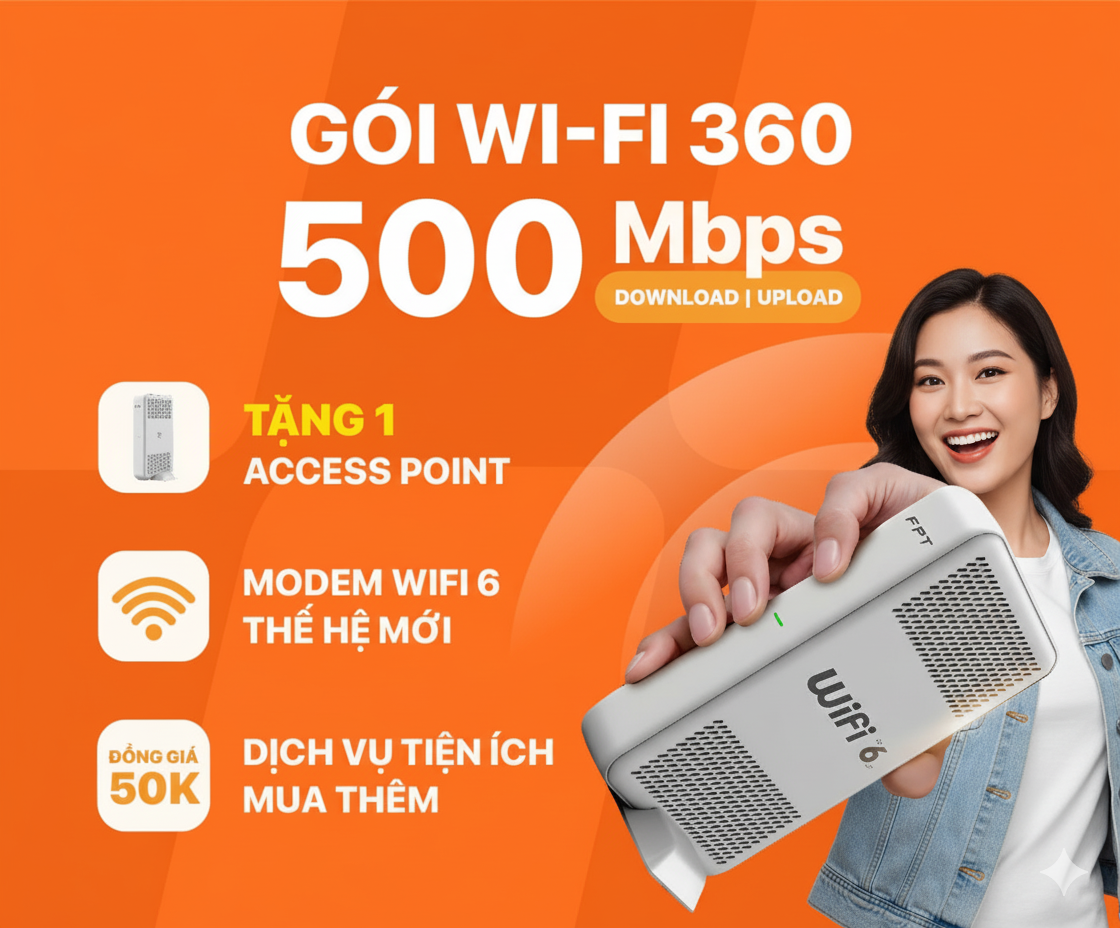 GÓI WI-FI 360
500 Mbps
DOWNLOAD | UPLOAD
TẶNG 1
ACCESS POINT
MODEM WIFI 6
THẾ HỆ MỚI
ĐỒNG GIÁ
50K
DỊCH VỤ TIỆN ÍCH
MUA THÊM
FPT
Wifi 6